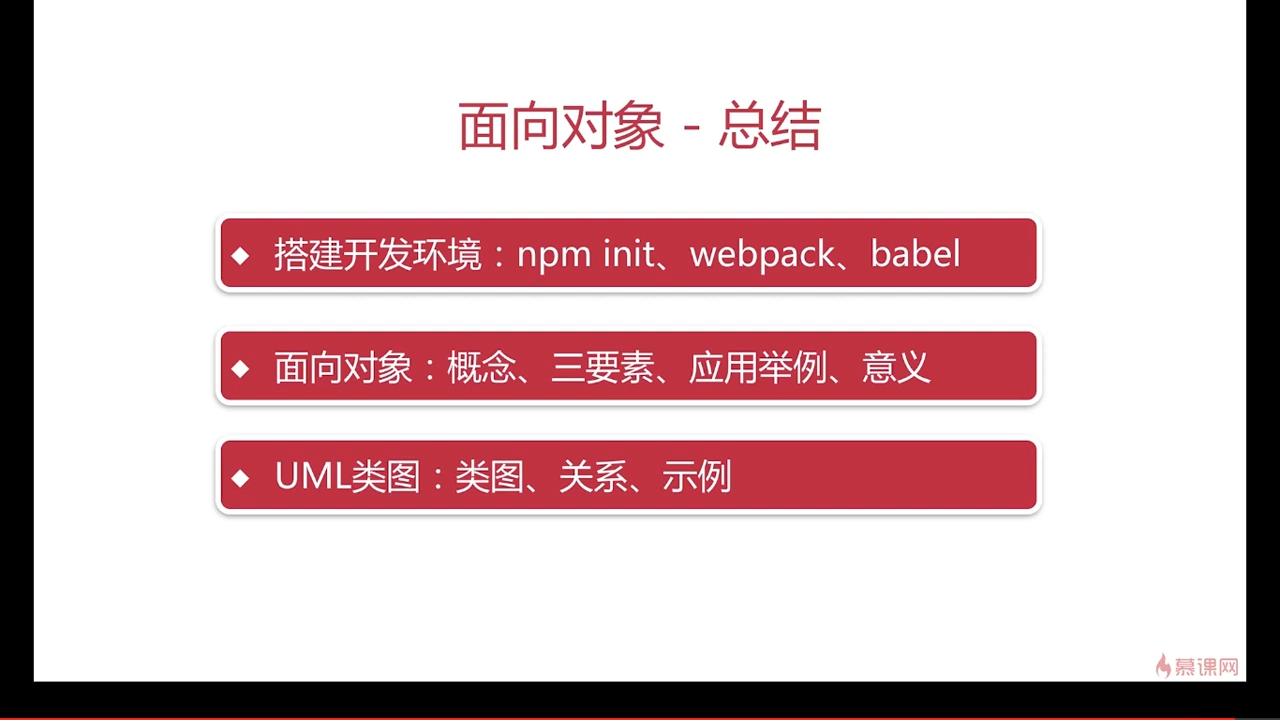 面向对象 - 总结
◆ 搭建开发环境：npm init、webpack、babel
◆ 面向对象：概念、三要素、应用举例、意义
◆ UML类图：类图、关系、示例
慕课网